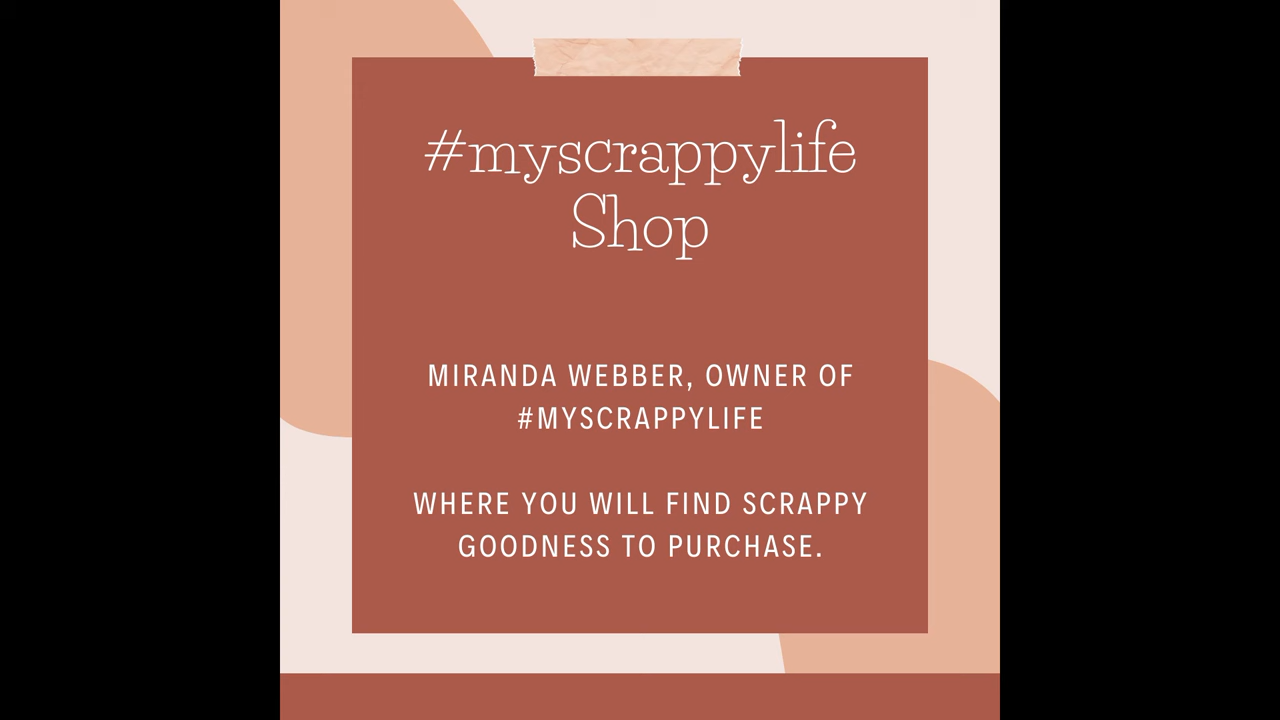 #myscrappylife
Shop
MIRANDA WEBBER, OWNER OF
#MYSCRAPPYLIFE
WHERE YOU WILL FIND SCRAPPY
GOODNESS TO PURCHASE.